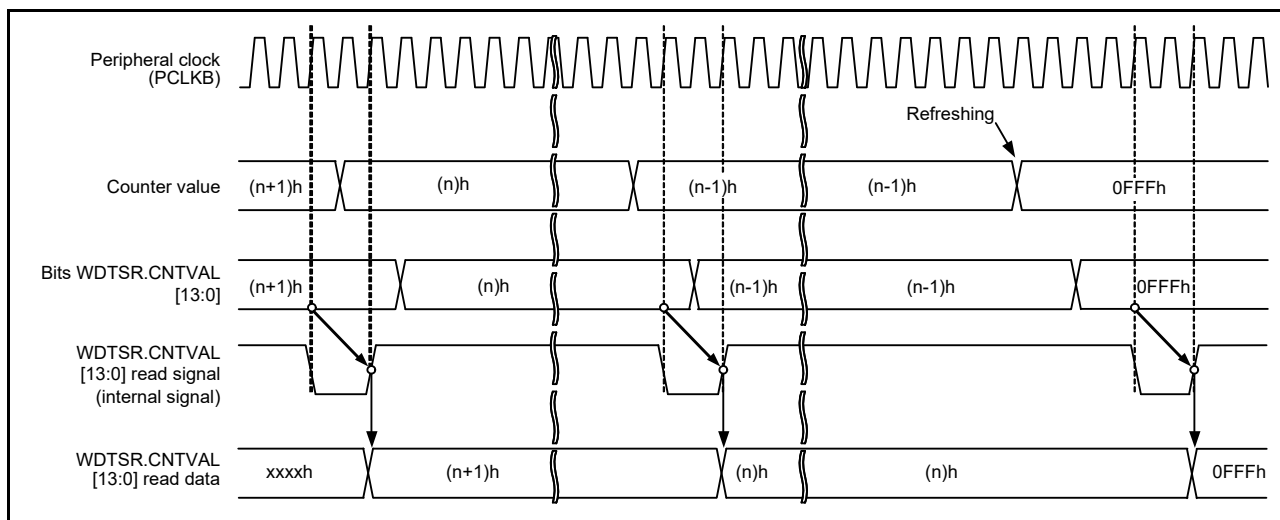 Peripheral clock
(PCLKB)
Refreshing
Counter value
(n+1)h
(n)h
(n-1)h
(n-1)h
0FFFh
Bits WDTSR.CNTVAL
[13:0]
(n+1)h
(n)h
(n-1)h
(n-1)h
0FFFh
WDTSR.CNTVAL
[13:0] read signal
(internal signal)
WDTSR.CNTVAL
[13:0] read data
xxxxh
(n+1)h
(n)h
(n)h
0FFFh